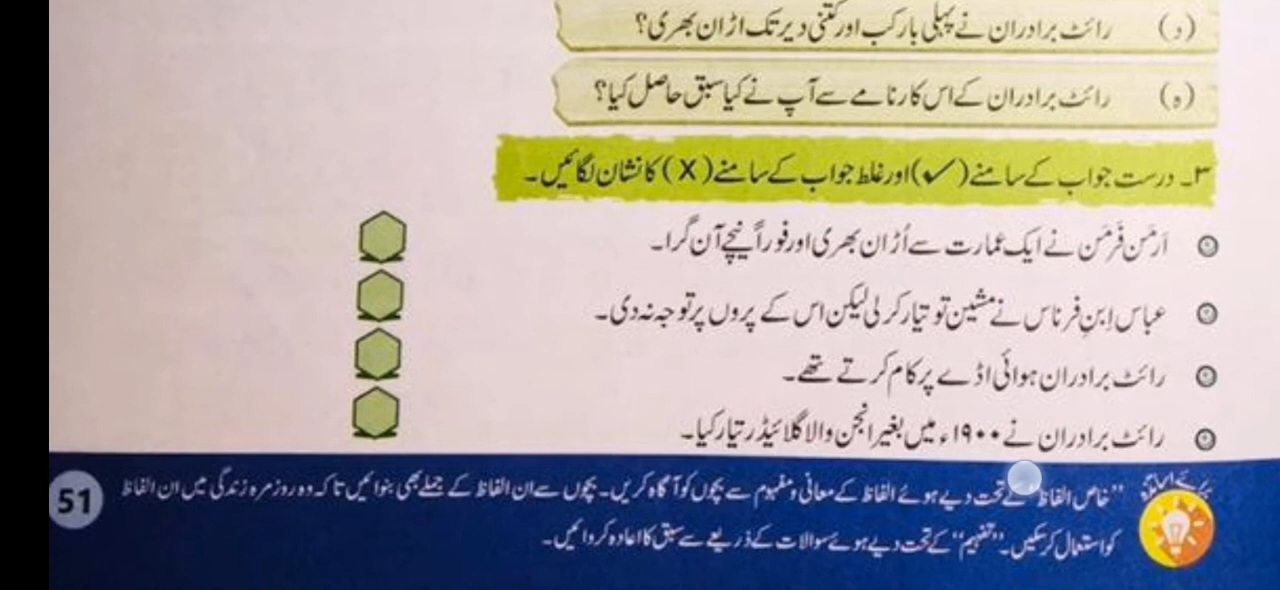 (د) رائٹ برادران نے پہلی بار کب اور کتنی دیر تک اڑان بھری؟
(ہ) رائٹ برادران کے اس کارنامے سے آپ نے کیا سبق حاصل کیا؟
۳۔ درست جواب کے سامنے (✓) اور غلط جواب کے سامنے (X) کا نشان لگائیں۔
اَرمَن فَرمَن نے ایک عمارت سے اُڑان بھری اور فوراً نیچے آن گرا۔
عباس اِبنِ فرناس نے مشین تو تیار کر لی لیکن اس کے پروں پر توجہ نہ دی۔
رائٹ برادران ہوائی اڈے پر کام کرتے تھے۔
رائٹ برادران نے ۱۹۰۰ء میں بغیر انجن والا گلائیڈر تیار کیا۔
برائے اساتذہ
"خاص الفاظ" کے تحت دیے ہوئے الفاظ کے معانی و مفہوم سے بچوں کو آگاہ کریں۔ بچوں سے ان الفاظ کے جملے بھی بنوائیں تاکہ وہ روزمرہ زندگی میں ان الفاظ
کو استعمال کر سکیں۔ "تفہیم" کے تحت دیے ہوئے سوالات کے ذریعے سے سبق کا اعادہ کروائیں۔
51